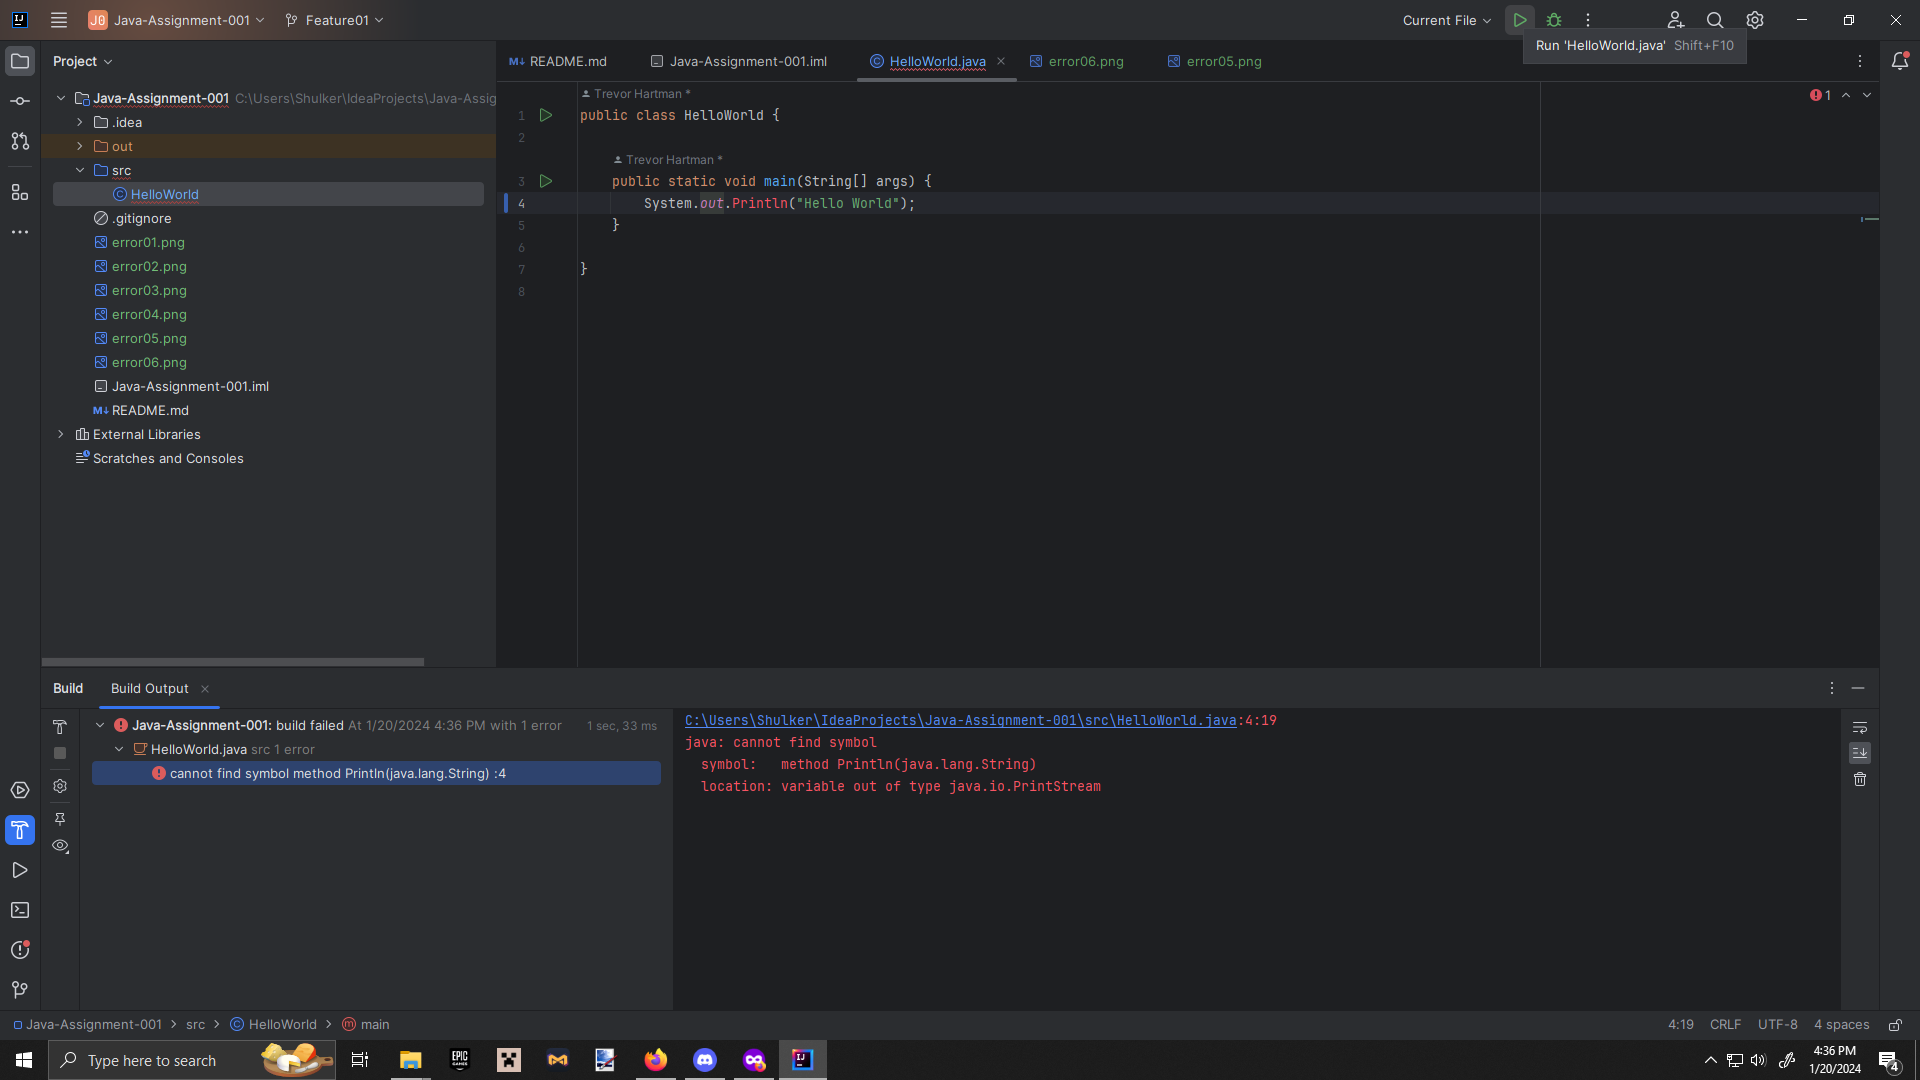 J0 Java-Assignment-001 Feature01 Current File
Run 'HelloWorld.java' Shift+F10
Project
README.md Java-Assignment-001.iml HelloWorld.java error06.png error05.png
Java-Assignment-001 C:\Users\Shulker\IdeaProjects\Java-Assig
.idea
out
src
HelloWorld
.gitignore
error01.png
error02.png
error03.png
error04.png
error05.png
error06.png
Java-Assignment-001.iml
README.md
External Libraries
Scratches and Consoles
Trevor Hartman *
1
1 public class HelloWorld {
2
Trevor Hartman *
3 public static void main(String[] args) {
4 System.out.Println("Hello World");
5 }
6
7 }
8
Build Build Output
Java-Assignment-001: build failed At 1/20/2024 4:36 PM with 1 error 1 sec, 33 ms
HelloWorld.java src 1 error
cannot find symbol method Println(java.lang.String) :4
C:\Users\Shulker\IdeaProjects\Java-Assignment-001\src\HelloWorld.java:4:19
java: cannot find symbol
symbol: method Println(java.lang.String)
location: variable out of type java.io.PrintStream
Java-Assignment-001 > src > HelloWorld > main
4:19 CRLF UTF-8 4 spaces
Type here to search
EPIC GAMES
IJ
4:36 PM
1/20/2024
4